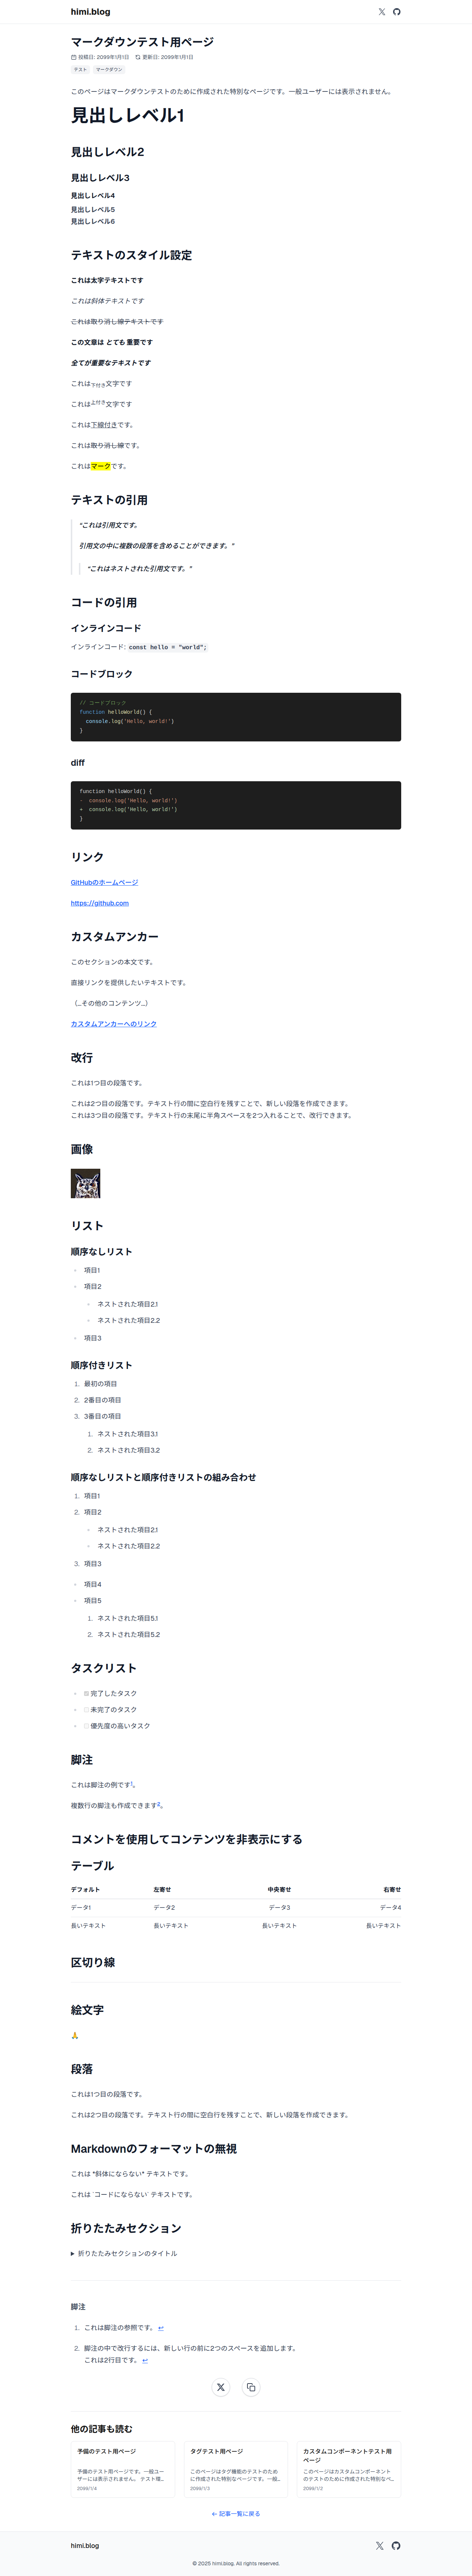 himi.blog
マークダウンテスト用ページ
投稿日: 2099年1月1日 更新日: 2099年1月1日
テスト マークダウン
このページはマークダウンテストのために作成された特別なページです。一般ユーザーには表示されません。
見出しレベル1
見出しレベル2
見出しレベル3
見出しレベル4
見出しレベル5
見出しレベル6
テキストのスタイル設定
これは太字テキストです
これは斜体テキストです
これは取り消し線テキストです
この文章は とても 重要です
全てが重要なテキストです
これは下付き文字です
これは上付き文字です
これは下線付きです。
これは取り消し線です。
これはマークです。
テキストの引用
"これは引用文です。
引用文の中に複数の段落を含めることができます。"
"これはネストされた引用文です。"
コードの引用
インラインコード
インラインコード: const hello = "world";
コードブロック
// コードブロック
function helloWorld() {
  console.log('Hello, world!')
}
diff
function helloWorld() {
-  console.log('Hello, world!')
+  console.log('Hello, world!')
}
リンク
GitHubのホームページ
https://github.com
カスタムアンカー
このセクションの本文です。
直接リンクを提供したいテキストです。
（...その他のコンテンツ...）
カスタムアンカーへのリンク
改行
これは1つ目の段落です。
これは2つ目の段落です。テキスト行の間に空白行を残すことで、新しい段落を作成できます。
これは3つ目の段落です。テキスト行の末尾に半角スペースを2つ入れることで、改行できます。
画像
リスト
順序なしリスト
項目1
項目2
ネストされた項目2.1
ネストされた項目2.2
項目3
順序付きリスト
1. 最初の項目
2. 2番目の項目
3. 3番目の項目
1. ネストされた項目3.1
2. ネストされた項目3.2
順序なしリストと順序付きリストの組み合わせ
1. 項目1
2. 項目2
ネストされた項目2.1
ネストされた項目2.2
3. 項目3
項目4
項目5
1. ネストされた項目5.1
2. ネストされた項目5.2
タスクリスト
完了したタスク
未完了のタスク
優先度の高いタスク
脚注
これは脚注の例です1。
複数行の脚注も作成できます2。
コメントを使用してコンテンツを非表示にする
テーブル
デフォルト 左寄せ 中央寄せ 右寄せ
データ1 データ2 データ3 データ4
長いテキスト 長いテキスト 長いテキスト 長いテキスト
区切り線
絵文字
🙏
段落
これは1つ目の段落です。
これは2つ目の段落です。テキスト行の間に空白行を残すことで、新しい段落を作成できます。
Markdownのフォーマットの無視
これは *斜体にならない* テキストです。
これは `コードにならない` テキストです。
折りたたみセクション
▶ 折りたたみセクションのタイトル
脚注
1. これは脚注の参照です。 ↩
2. 脚注の中で改行するには、新しい行の前に2つのスペースを追加します。
これは2行目です。 ↩
他の記事も読む
予備のテスト用ページ
予備のテスト用ページです。一般ユー
ザーには表示されません。 テスト環...
2099/1/4
タグテスト用ページ
このページはタグ機能のテストのため
に作成された特別なページです。一般...
2099/1/3
カスタムコンポーネントテスト用
ページ
このページはカスタムコンポーネント
のテストのために作成された特別なペ...
2099/1/2
← 記事一覧に戻る
himi.blog
© 2025 himi.blog. All rights reserved.